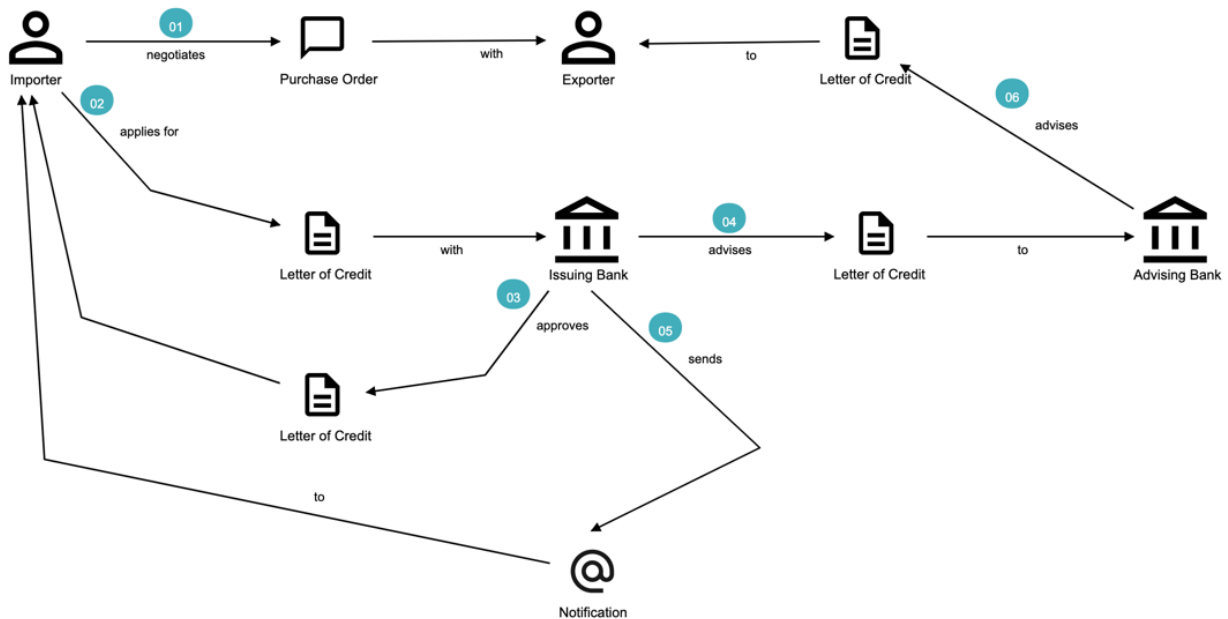 01
negotiates
with
to
Importer
Purchase Order
Exporter
Letter of Credit
02
applies for
06
advises
with
04
advises
to
Letter of Credit
Issuing Bank
Letter of Credit
Advising Bank
03
approves
05
sends
Letter of Credit
to
Notification